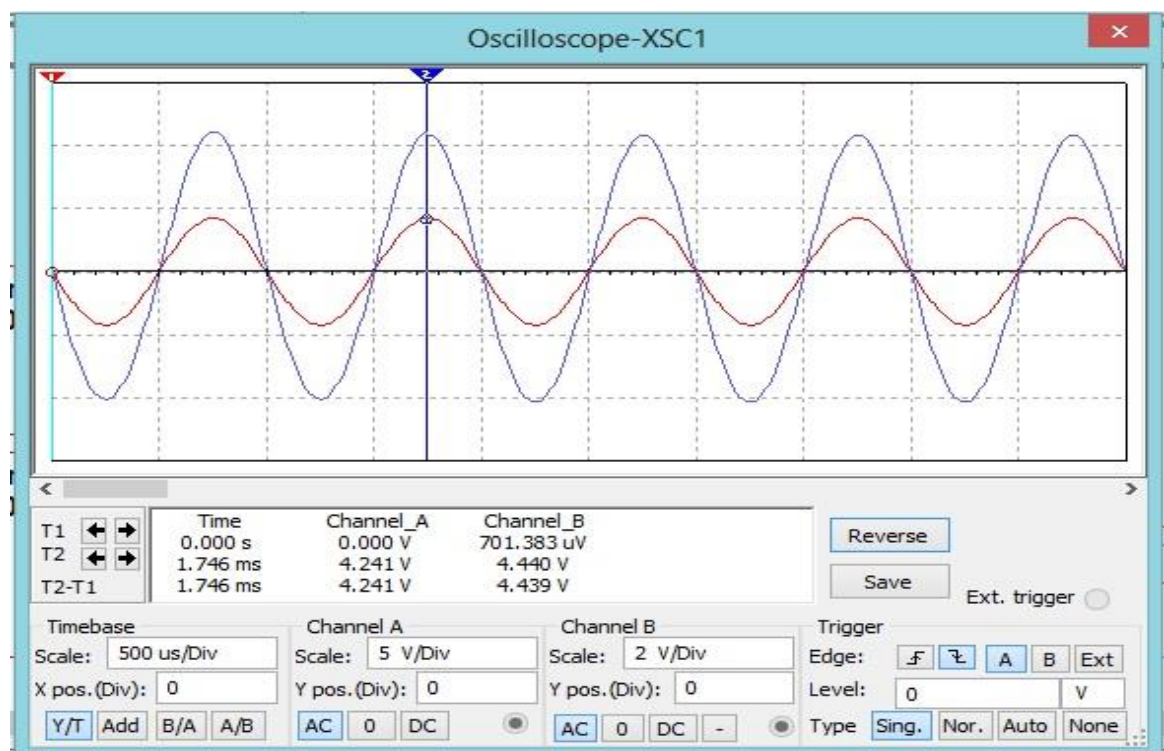 Oscilloscope-XSC1
1
2
T1
T2
T2-T1
Time Channel_A Channel_B
0.000 s 0.000 V 701.383 uV
1.746 ms 4.241 V 4.440 V
1.746 ms 4.241 V 4.439 V
Reverse
Save
Ext. trigger
Timebase
Scale: 500 us/Div
X pos.(Div): 0
Y/T Add B/A A/B
Channel A
Scale: 5 V/Div
Y pos.(Div): 0
AC 0 DC
Channel B
Scale: 2 V/Div
Y pos.(Div): 0
AC 0 DC -
Trigger
Edge: A B Ext
Level: 0 V
Type Sing. Nor. Auto None